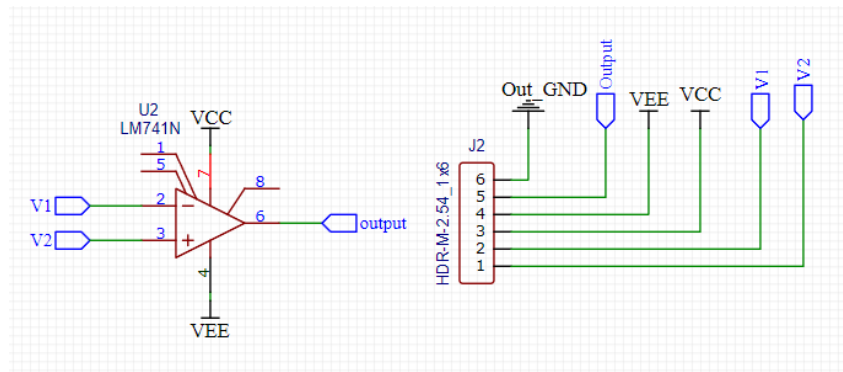 U2
LM741N
VCC
1
5
7
8
V1
2
6
output
V2
3
4
VEE
Out_GND
Output
VEE
VCC
V1
V2
J2
HDR-M-2.54_1x6
6
5
4
3
2
1